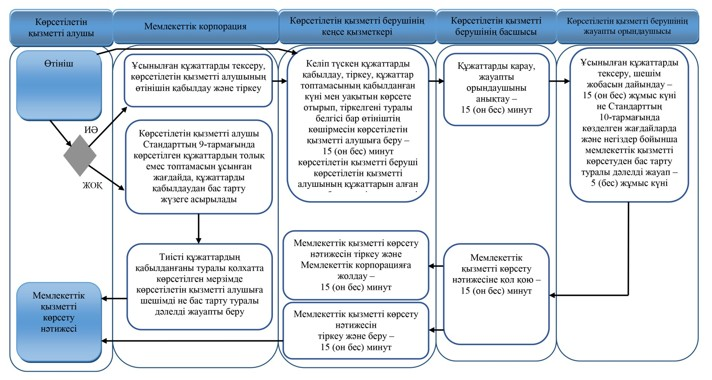 Көрсетілетін
қызметті алушы
Мемлекеттік корпорация
Көрсетілетін қызметті берушінің
кеңсе қызметкері
Көрсетілетін қызметті
берушінің басшысы
Көрсетілетін қызметті берушінің
жауапты орындаушысы
Өтініш
ИӘ
ЖОҚ
Ұсынылған құжаттарды тексеру,
көрсетілетін қызметті алушының
өтінішін қабылдау және тіркеу
Көрсетілетін қызметті алушы
Стандарттың 9-тармағында
көрсетілген құжаттардың толық
емес топтамасын ұсынған
жағдайда, құжаттарды
қабылдаудан бас тарту
жүзеге асырылады
Келіп түскен құжаттарды
қабылдау, тіркеу, құжаттар
топтамасының қабылданған
күні мен уақытын көрсете
отырып, тіркелгені туралы
белгісі бар өтініштің
көшірмесін көрсетілетін
қызметті алушыға беру –
15 (он бес) минут
көрсетілетін қызметті беруші
көрсетілетін қызметті
алушының құжаттарын алған
Құжаттарды қарау,
жауапты
орындаушыны
анықтау –
15 (он бес) минут
Ұсынылған құжаттарды
тексеру, шешім
жобасын дайындау –
15 (он бес) жұмыс күні
не Стандарттың
10-тармағында
көзделген жағдайларда
және негіздер бойынша
мемлекеттік қызметті
көрсетуден бас тарту
туралы дәлелді жауап –
5 (бес) жұмыс күні
Тиісті құжаттардың
қабылданғаны туралы қолхатта
көрсетілген мерзімде
көрсетілетін қызметті алушыға
шешімді не бас тарту туралы
дәлелді жауапты беру
Мемлекеттік қызметті көрсету
нәтижесін тіркеу және
Мемлекеттік корпорацияға
жолдау –
15 (он бес) минут
Мемлекеттік
қызметті көрсету
нәтижесіне қол қою –
15 (он бес) минут
Мемлекеттік
қызметті
көрсету
нәтижесі
Мемлекеттік қызметті көрсету
нәтижесін
тіркеу және беру –
15 (он бес) минут